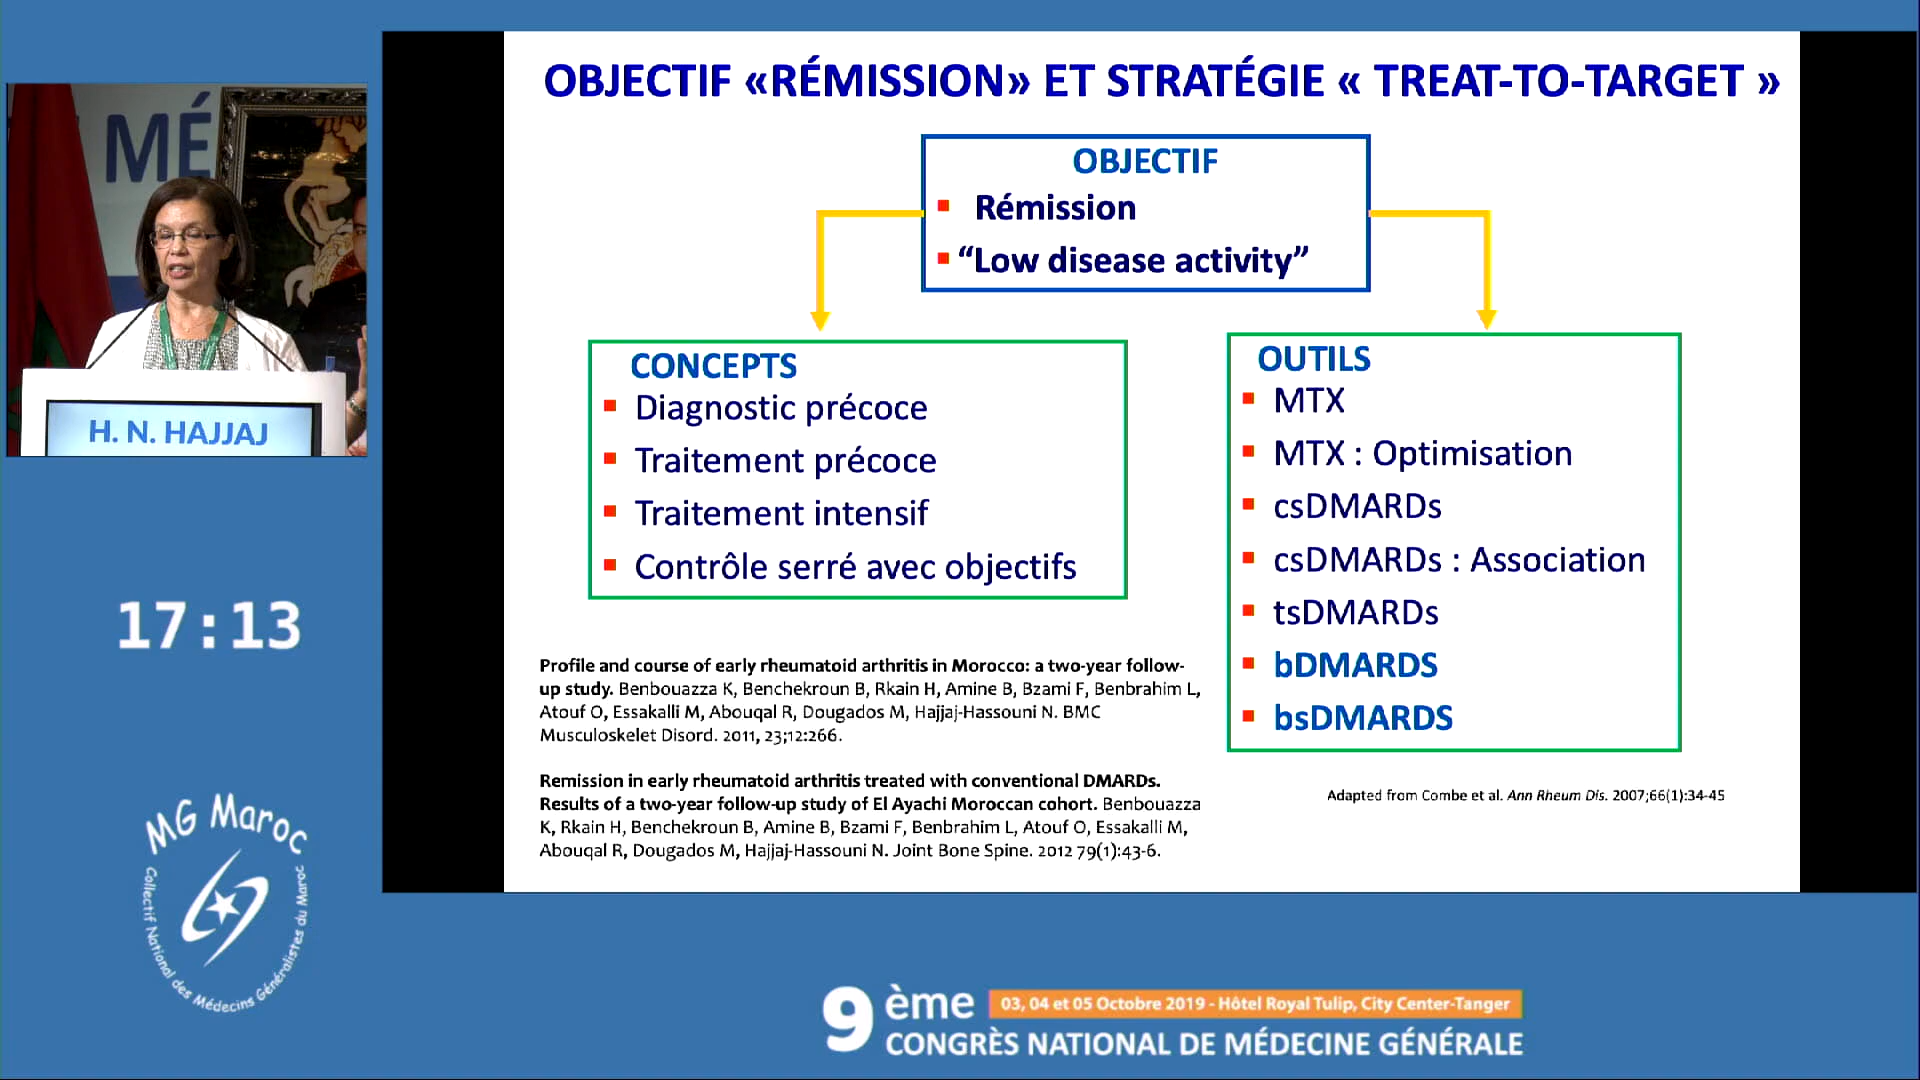 OBJECTIF «RÉMISSION» ET STRATÉGIE « TREAT-TO-TARGET »
OBJECTIF
Rémission
“Low disease activity”
CONCEPTS
Diagnostic précoce
Traitement précoce
Traitement intensif
Contrôle serré avec objectifs
OUTILS
MTX
MTX : Optimisation
csDMARDs
csDMARDs : Association
tsDMARDs
bDMARDS
bsDMARDS
Profile and course of early rheumatoid arthritis in Morocco: a two-year follow-
up study. Benbouazza K, Benchekroun B, Rkain H, Amine B, Bzami F, Benbrahim L,
Atouf O, Essakalli M, Abouqal R, Dougados M, Hajjaj-Hassouni N. BMC
Musculoskelet Disord. 2011, 23;12:266.
Remission in early rheumatoid arthritis treated with conventional DMARDs.
Results of a two-year follow-up study of El Ayachi Moroccan cohort. Benbouazza
K, Rkain H, Benchekroun B, Amine B, Bzami F, Benbrahim L, Atouf O, Essakalli M,
Abouqal R, Dougados M, Hajjaj-Hassouni N. Joint Bone Spine. 2012 79(1):43-6.
Adapted from Combe et al. Ann Rheum Dis. 2007;66(1):34-45
MÉ
H. N. HAJJAJ
17:13
MG Maroc
Collectif National des Médecins Généralistes du Maroc
9ème
03, 04 et 05 Octobre 2019 - Hôtel Royal Tulip, City Center-Tanger
CONGRÈS NATIONAL DE MÉDECINE GÉNÉRALE